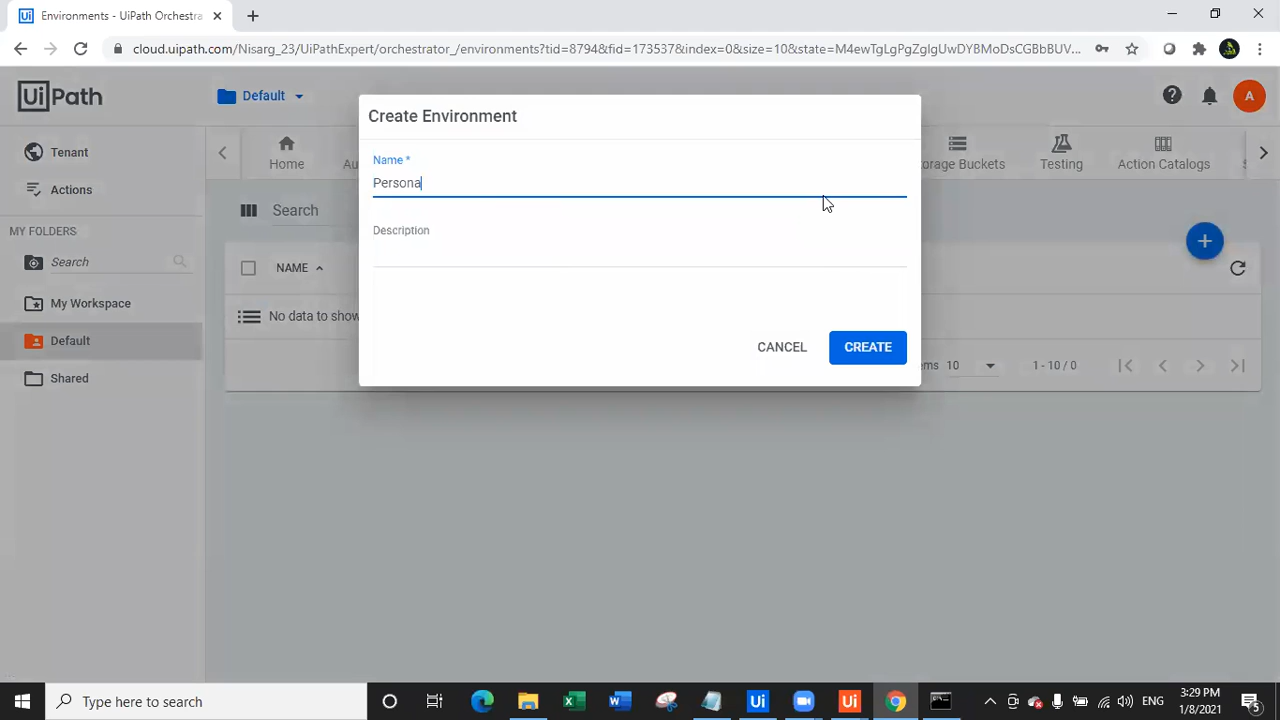 Environments - UiPath Orchestra
cloud.uipath.com/Nisarg_23/UiPathExpert/orchestrator_/environments?tid=8794&fid=173537&index=0&size=10&state=M4ewTgLgPgZgIgUwDYBMoDsCGBbBUV...
UiPath
Default
A
Tenant
Actions
MY FOLDERS
Search
My Workspace
Default
Shared
Home
Au
orage Buckets
Testing
Action Catalogs
Search
NAME
No data to show
ems 10
1 - 10 / 0
Create Environment
Name *
Persona
Description
CANCEL
CREATE
Type here to search
ENG
3:29 PM
1/8/2021
5